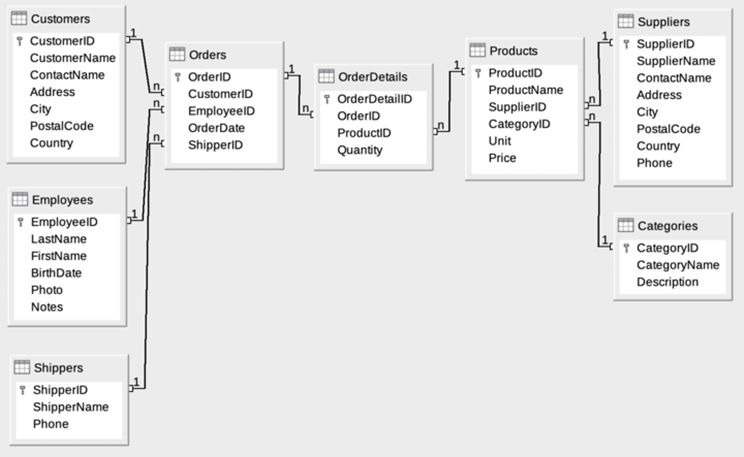 Customers
CustomerID
CustomerName
ContactName
Address
City
PostalCode
Country
1
n
n
n
Orders
OrderID
CustomerID
EmployeeID
OrderDate
ShipperID
1
n
OrderDetails
OrderDetailID
OrderID
ProductID
Quantity
1
n
Products
ProductID
ProductName
SupplierID
CategoryID
Unit
Price
1
n
n
1
Suppliers
SupplierID
SupplierName
ContactName
Address
City
PostalCode
Country
Phone
Employees
EmployeeID
LastName
FirstName
BirthDate
Photo
Notes
1
Categories
CategoryID
CategoryName
Description
Shippers
ShipperID
ShipperName
Phone
1